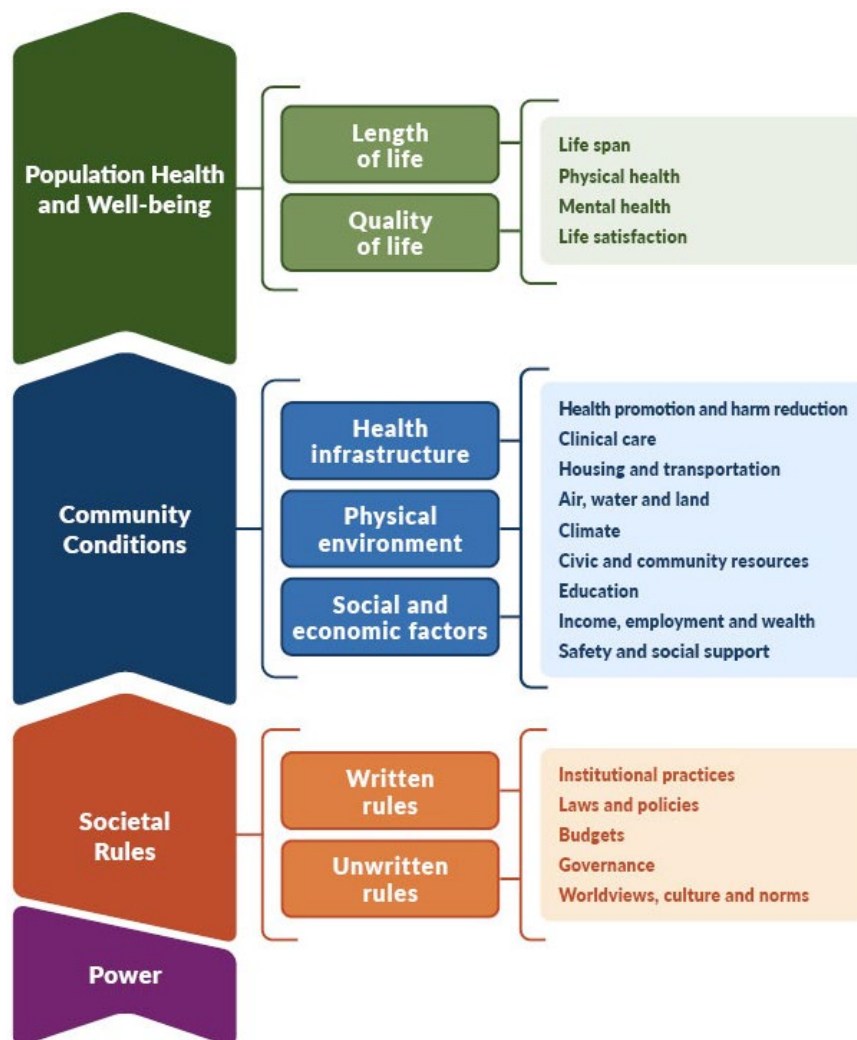 Population Health
and Well-being
Length
of life
Quality
of life
Life span
Physical health
Mental health
Life satisfaction
Community
Conditions
Health
infrastructure
Physical
environment
Social and
economic factors
Health promotion and harm reduction
Clinical care
Housing and transportation
Air, water and land
Climate
Civic and community resources
Education
Income, employment and wealth
Safety and social support
Societal
Rules
Written
rules
Unwritten
rules
Institutional practices
Laws and policies
Budgets
Governance
Worldviews, culture and norms
Power